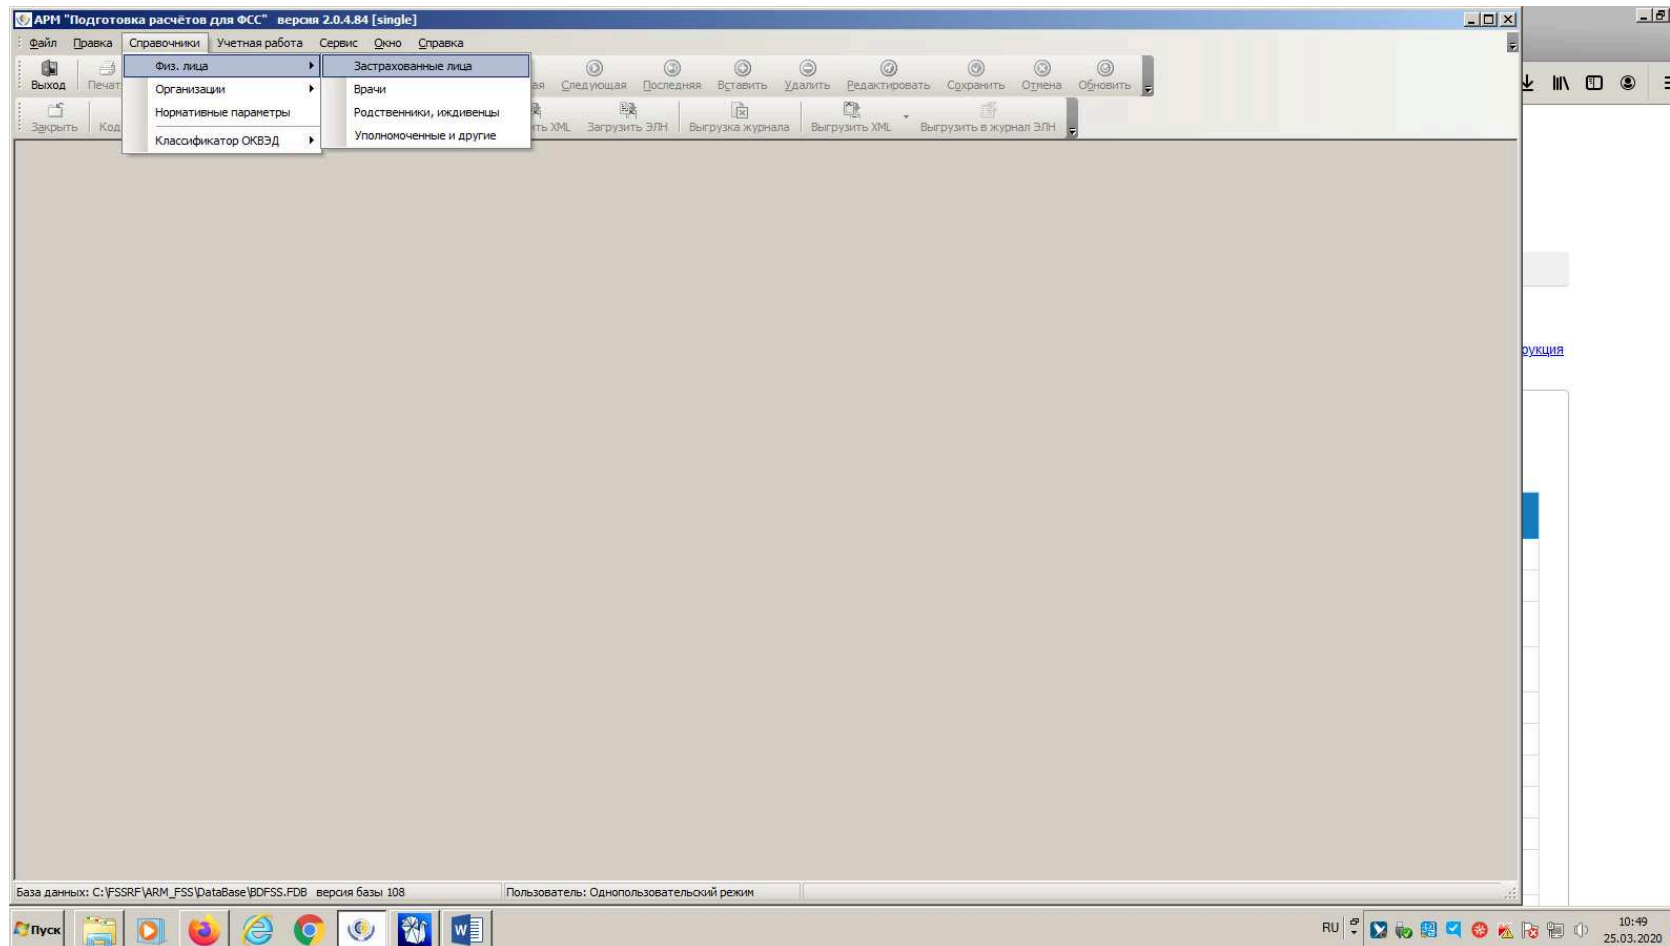 АРМ "Подготовка расчётов для ФСС" версия 2.0.4.84 [single]
Файл Правка Справочники Учетная работа Сервис Окно Справка
Физ. лица Застрахованные лица
Выход Печат ая Следующая Последняя Вставить Удалить Редактировать Сохранить Отмена Обновить
Организации Врачи
Нормативные параметры Родственники, иждивенцы
Закрыть Код ть XML Загрузить ЭЛН Выгрузка журнала Выгрузить XML Выгрузить в журнал ЭЛН
Классификатор ОКВЭД Уполномоченные и другие
рукция
База данных: C:\FSSRF\ARM_FSS\DataBase\BDFSS.FDB версия базы 108 Пользователь: Однопользовательский режим
Пуск RU 10:49
25.03.2020